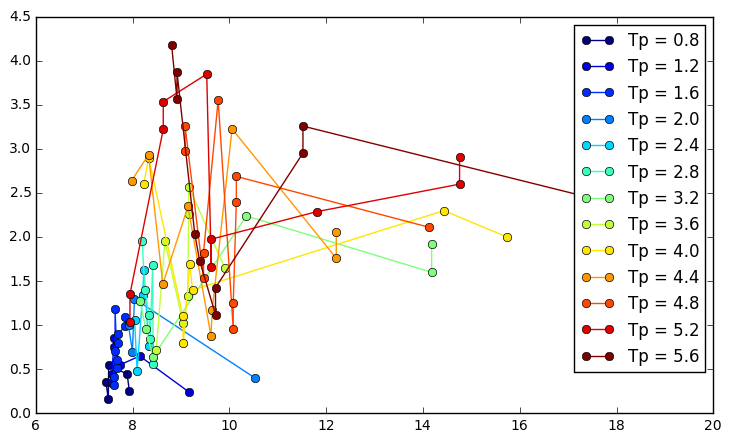 4.5
4.0
3.5
3.0
2.5
2.0
1.5
1.0
0.5
0.0
6 8 10 12 14 16 18 20
Tp = 0.8
Tp = 1.2
Tp = 1.6
Tp = 2.0
Tp = 2.4
Tp = 2.8
Tp = 3.2
Tp = 3.6
Tp = 4.0
Tp = 4.4
Tp = 4.8
Tp = 5.2
Tp = 5.6